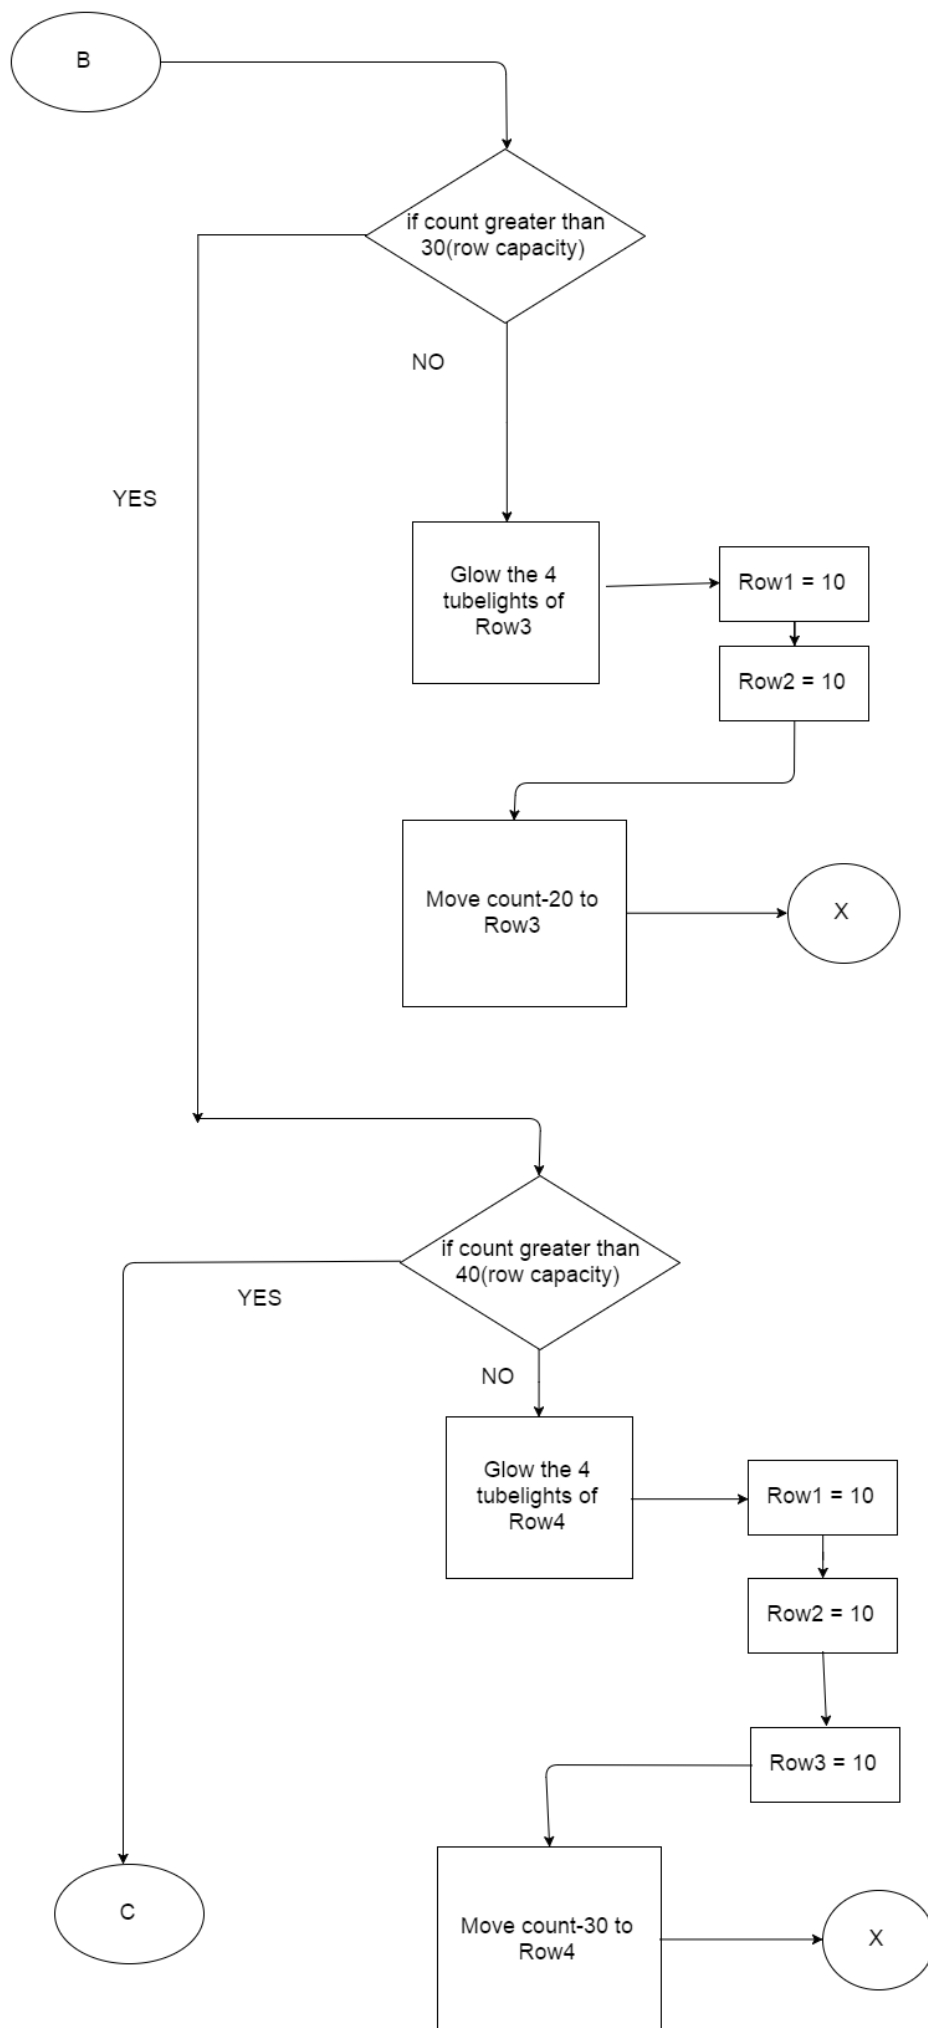 B
if count greater than
30(row capacity)
NO
YES
Glow the 4
tubelights of
Row3
Row1 = 10
Row2 = 10
Move count-20 to
Row3
X
if count greater than
40(row capacity)
YES
NO
Glow the 4
tubelights of
Row4
Row1 = 10
Row2 = 10
Row3 = 10
C
Move count-30 to
Row4
X